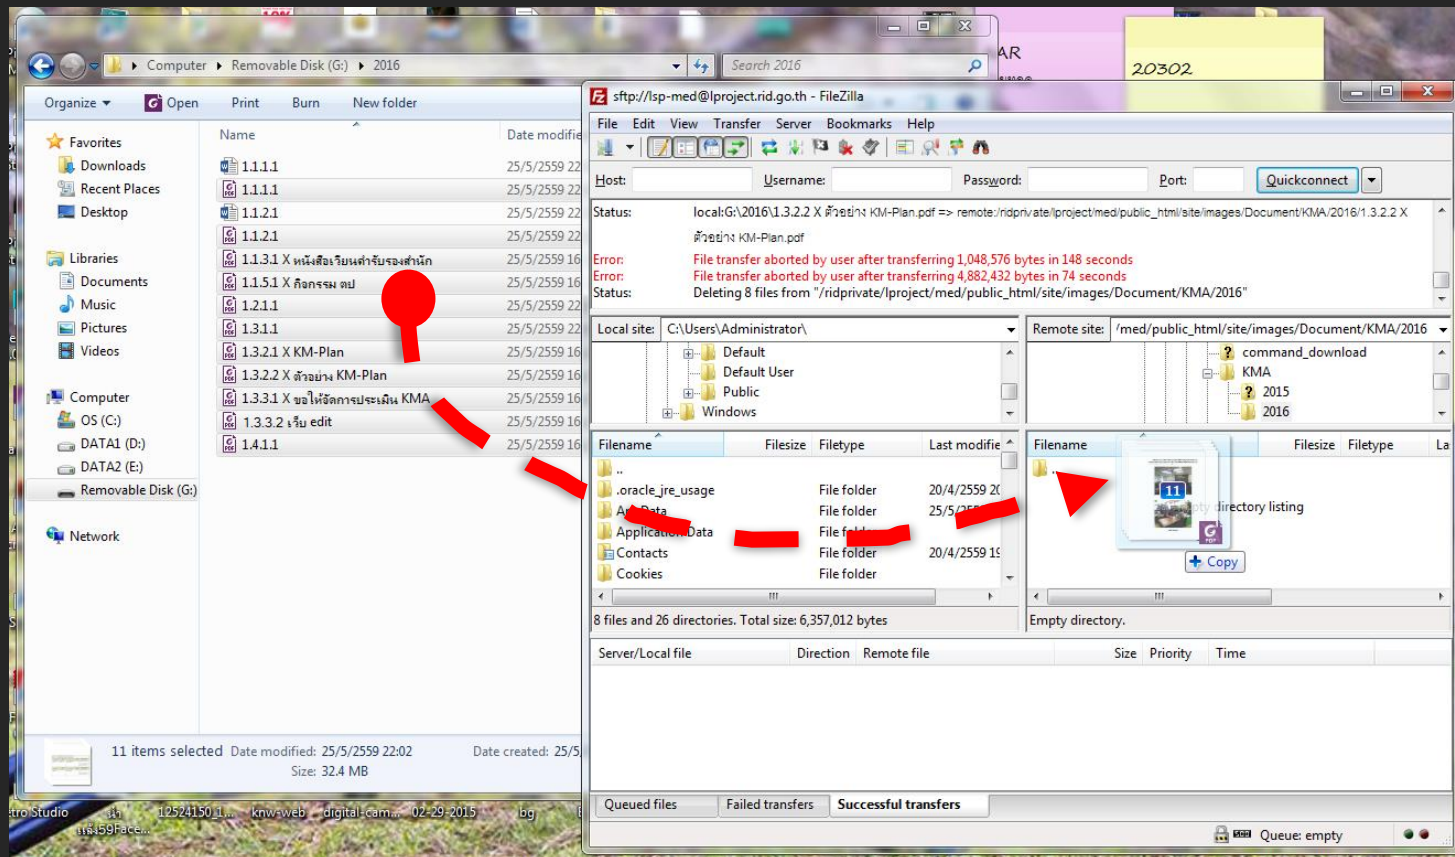 AR
20302
Computer ▸ Removable Disk (G:) ▸ 2016
Search 2016
Organize
Open
Print
Burn
New folder
Favorites
Downloads
Recent Places
Desktop
Libraries
Documents
Music
Pictures
Videos
Computer
OS (C:)
DATA1 (D:)
DATA2 (E:)
Removable Disk (G:)
Network
Name Date modifie
1.1.1.1 25/5/2559 22
1.1.1.1 25/5/2559 22
1.1.2.1 25/5/2559 22
1.1.2.1 25/5/2559 22
1.1.3.1 X หนังสือเวียนคำรับรองสำนัก 25/5/2559 16
1.1.5.1 X กิจกรรม ตป 25/5/2559 16
1.2.1.1 25/5/2559 22
1.3.1.1 25/5/2559 22
1.3.2.1 X KM-Plan 25/5/2559 16
1.3.2.2 X ตัวอย่าง KM-Plan 25/5/2559 16
1.3.3.1 X ขอให้จัดการประเมิน KMA 25/5/2559 16
1.3.3.2 เวีบ edit 25/5/2559 16
1.4.1.1 25/5/2559 16
11 items selected Date modified: 25/5/2559 22:02 Date created: 25/5
Size: 32.4 MB
sftp://lsp-med@lproject.rid.go.th - FileZilla
File Edit View Transfer Server Bookmarks Help
Host: Username: Password: Port: Quickconnect
Status: local:G:\2016\1.3.2.2 X ตัวอย่าง KM-Plan.pdf => remote:/ridprivate/lproject/med/public_html/site/images/Document/KMA/2016/1.3.2.2 X
ตัวอย่าง KM-Plan.pdf
Error: File transfer aborted by user after transferring 1,048,576 bytes in 148 seconds
Error: File transfer aborted by user after transferring 4,882,432 bytes in 74 seconds
Status: Deleting 8 files from "/ridprivate/lproject/med/public_html/site/images/Document/KMA/2016"
Local site: C:\Users\Administrator\
Default
Default User
Public
Windows
Remote site: /med/public_html/site/images/Document/KMA/2016
command_download
KMA
2015
2016
Filename Filesize Filetype Last modifie
..
.oracle_jre_usage File folder 20/4/2559 20
AppData File folder
Application Data File folder
Contacts File folder 20/4/2559 19
Cookies File folder
8 files and 26 directories. Total size: 6,357,012 bytes
Filename Filesize Filetype La
..
11
directory listing
PDF
Copy
Empty directory.
Server/Local file Direction Remote file Size Priority Time
Queued files Failed transfers Successful transfers
Queue: empty
Studio 12524150_1... knw-web digital-cam... 02-29-2015 bg
แล้ง59Face...